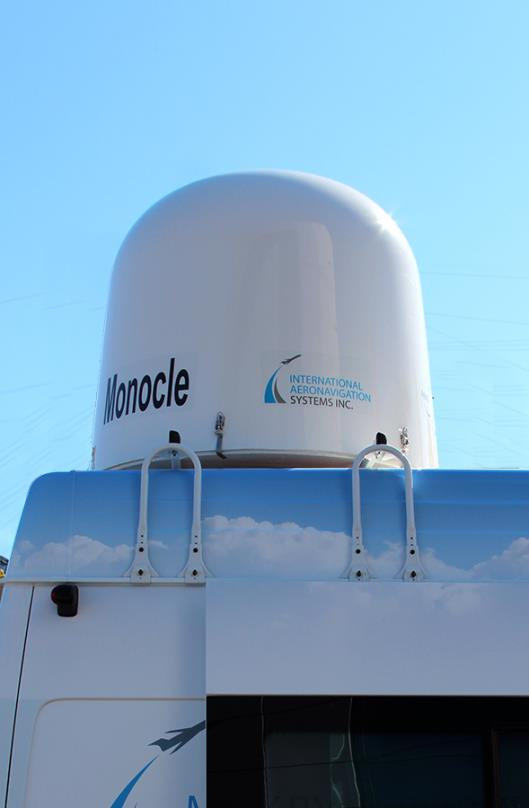 Monocle
INTERNATIONAL
AERONAVIGATION
SYSTEMS INC.